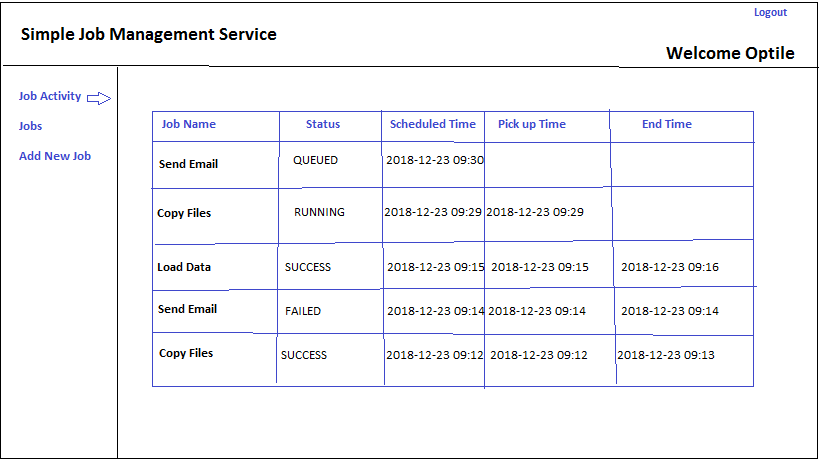 Logout
Simple Job Management Service
Welcome Optile
Job Activity
Jobs
Add New Job
Job Name Status Scheduled Time Pick up Time End Time
Send Email QUEUED 2018-12-23 09:30
Copy Files RUNNING 2018-12-23 09:29 2018-12-23 09:29
Load Data SUCCESS 2018-12-23 09:15 2018-12-23 09:15 2018-12-23 09:16
Send Email FAILED 2018-12-23 09:14 2018-12-23 09:14 2018-12-23 09:14
Copy Files SUCCESS 2018-12-23 09:12 2018-12-23 09:12 2018-12-23 09:13